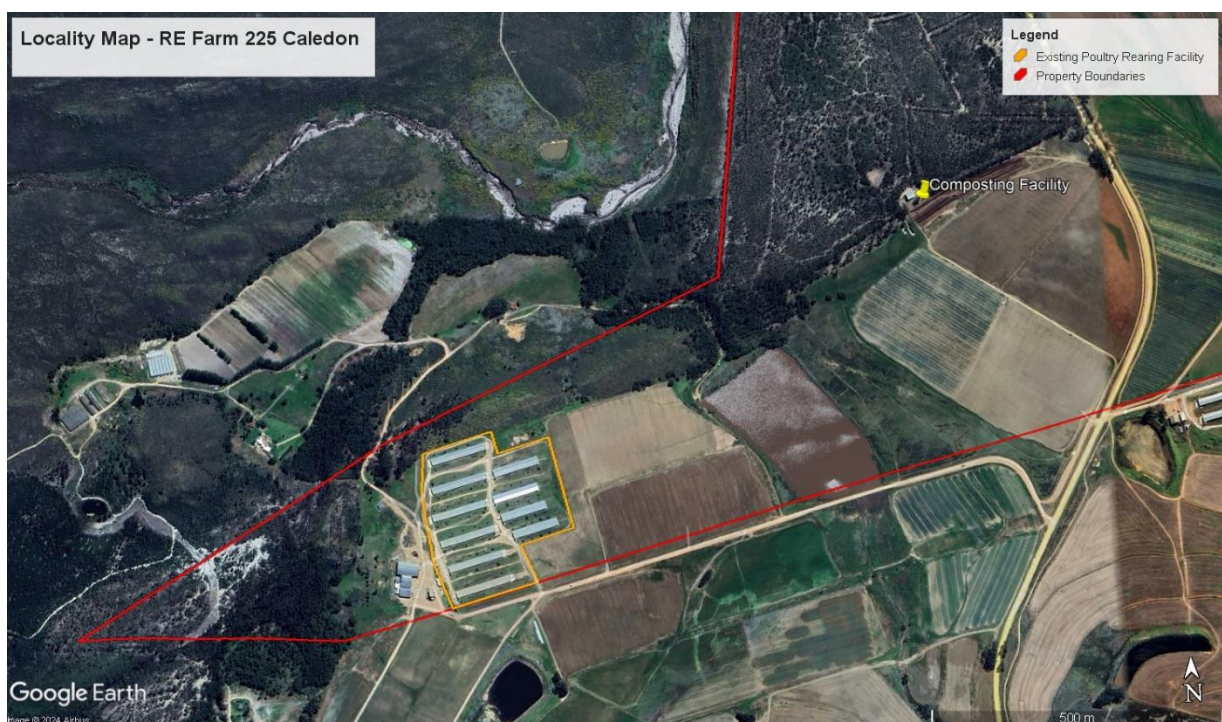 Locality Map - RE Farm 225 Caledon
Legend
Existing Poultry Rearing Facility
Property Boundaries
Composting Facility
Google Earth
Image © 2024 Airbus
500 m
N